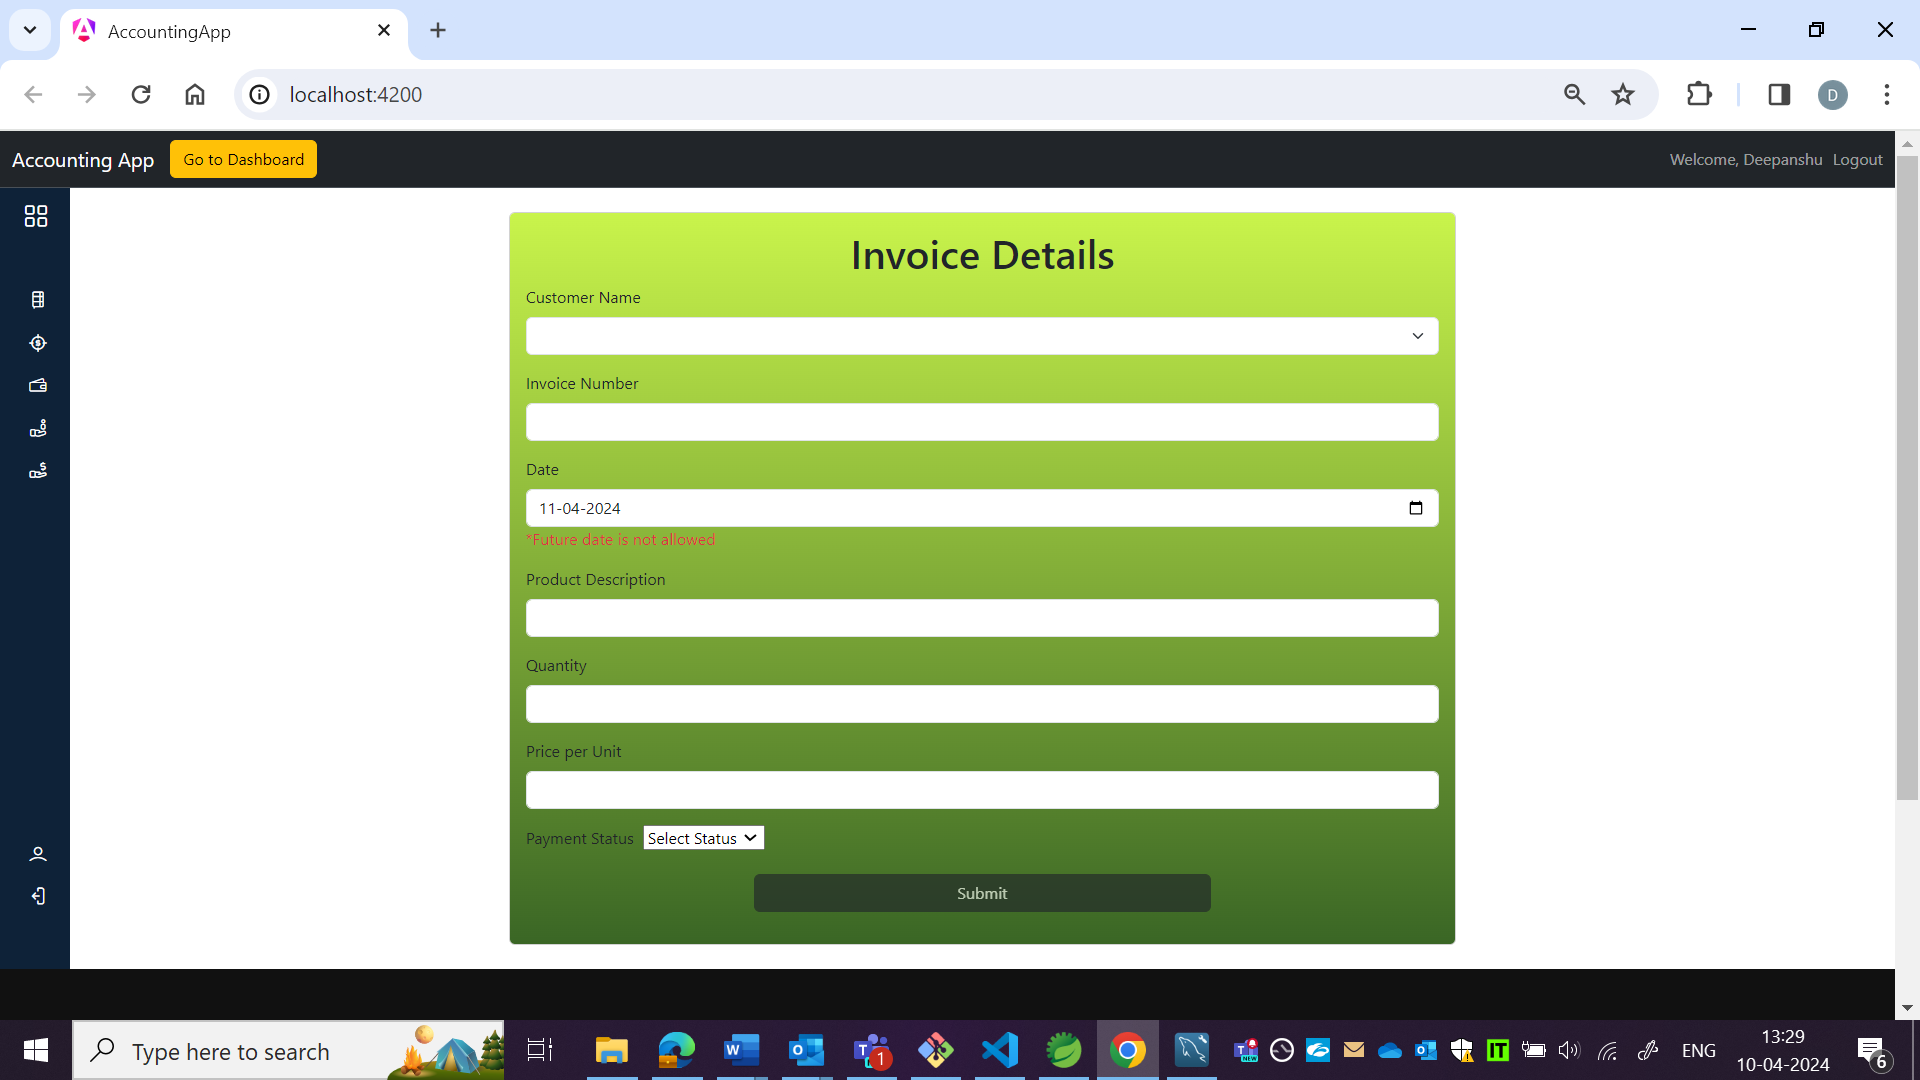 AccountingApp
localhost:4200
D
Accounting App
Go to Dashboard
Welcome, Deepanshu
Logout
Invoice Details
Customer Name
Invoice Number
Date
11-04-2024
*Future date is not allowed
Product Description
Quantity
Price per Unit
Payment Status
Select Status
Submit
Type here to search
1
NEW
IT
ENG
13:29
10-04-2024
6